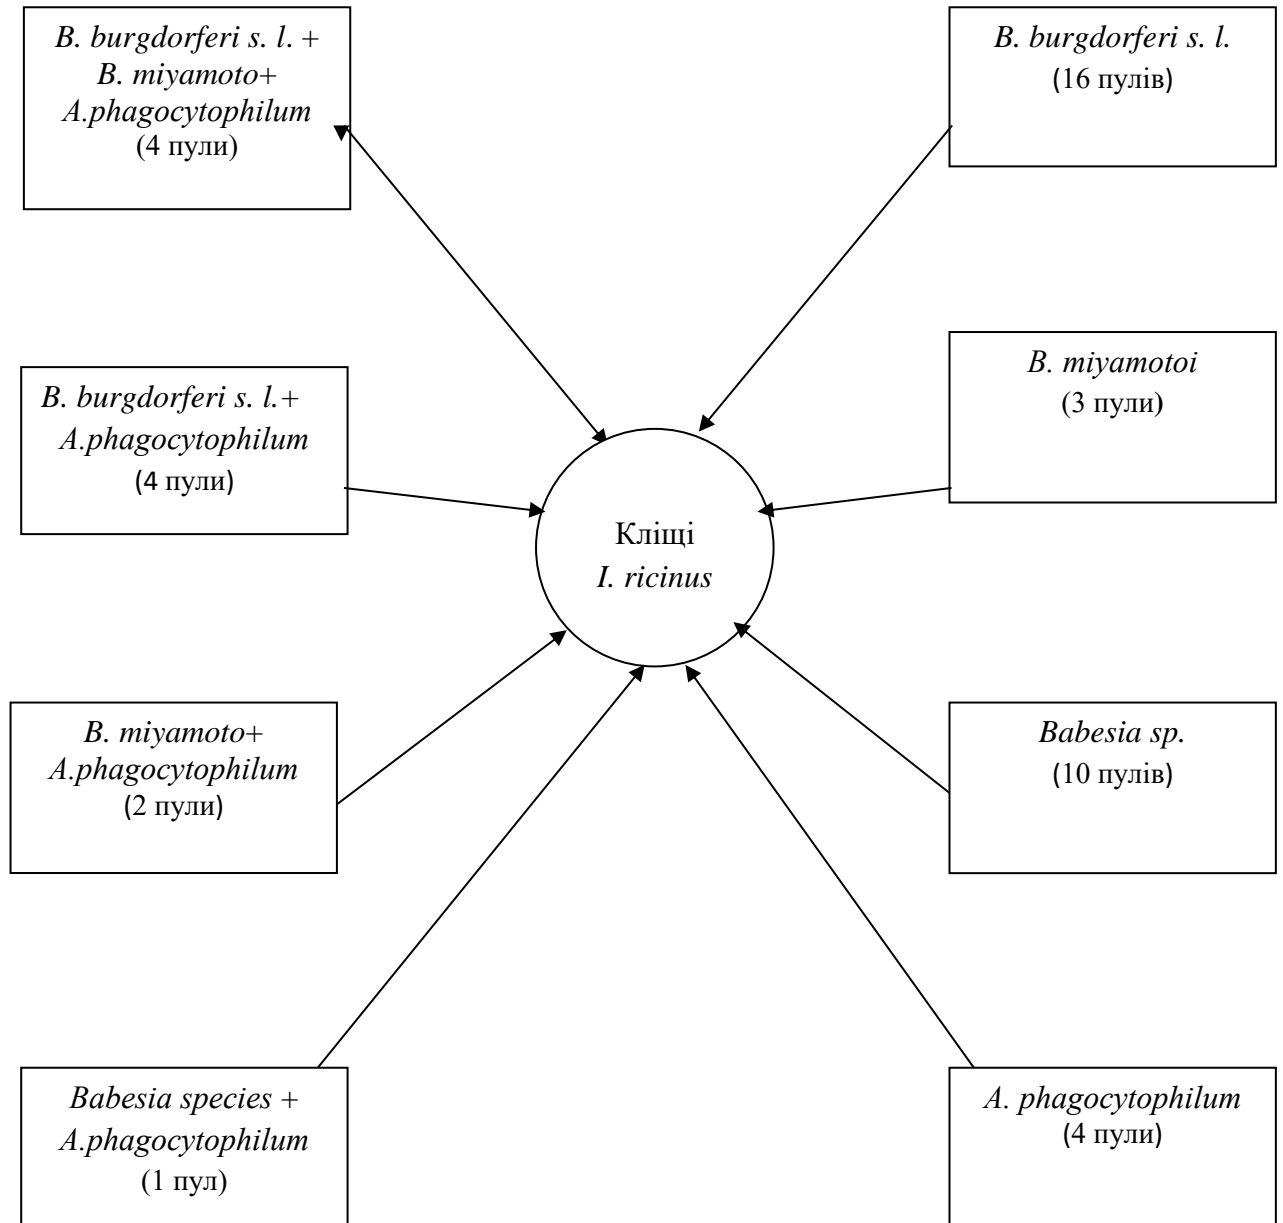 B. burgdorferi s. l. +
B. miyamoto+
A.phagocytophilum
(4 пули)
B. burgdorferi s. l.
(16 пулів)
B. burgdorferi s. l.+
A.phagocytophilum
(4 пули)
B. miyamotoi
(3 пули)
Кліщі
I. ricinus
B. miyamoto+
A.phagocytophilum
(2 пули)
Babesia sp.
(10 пулів)
Babesia species +
A.phagocytophilum
(1 пул)
A. phagocytophilum
(4 пули)